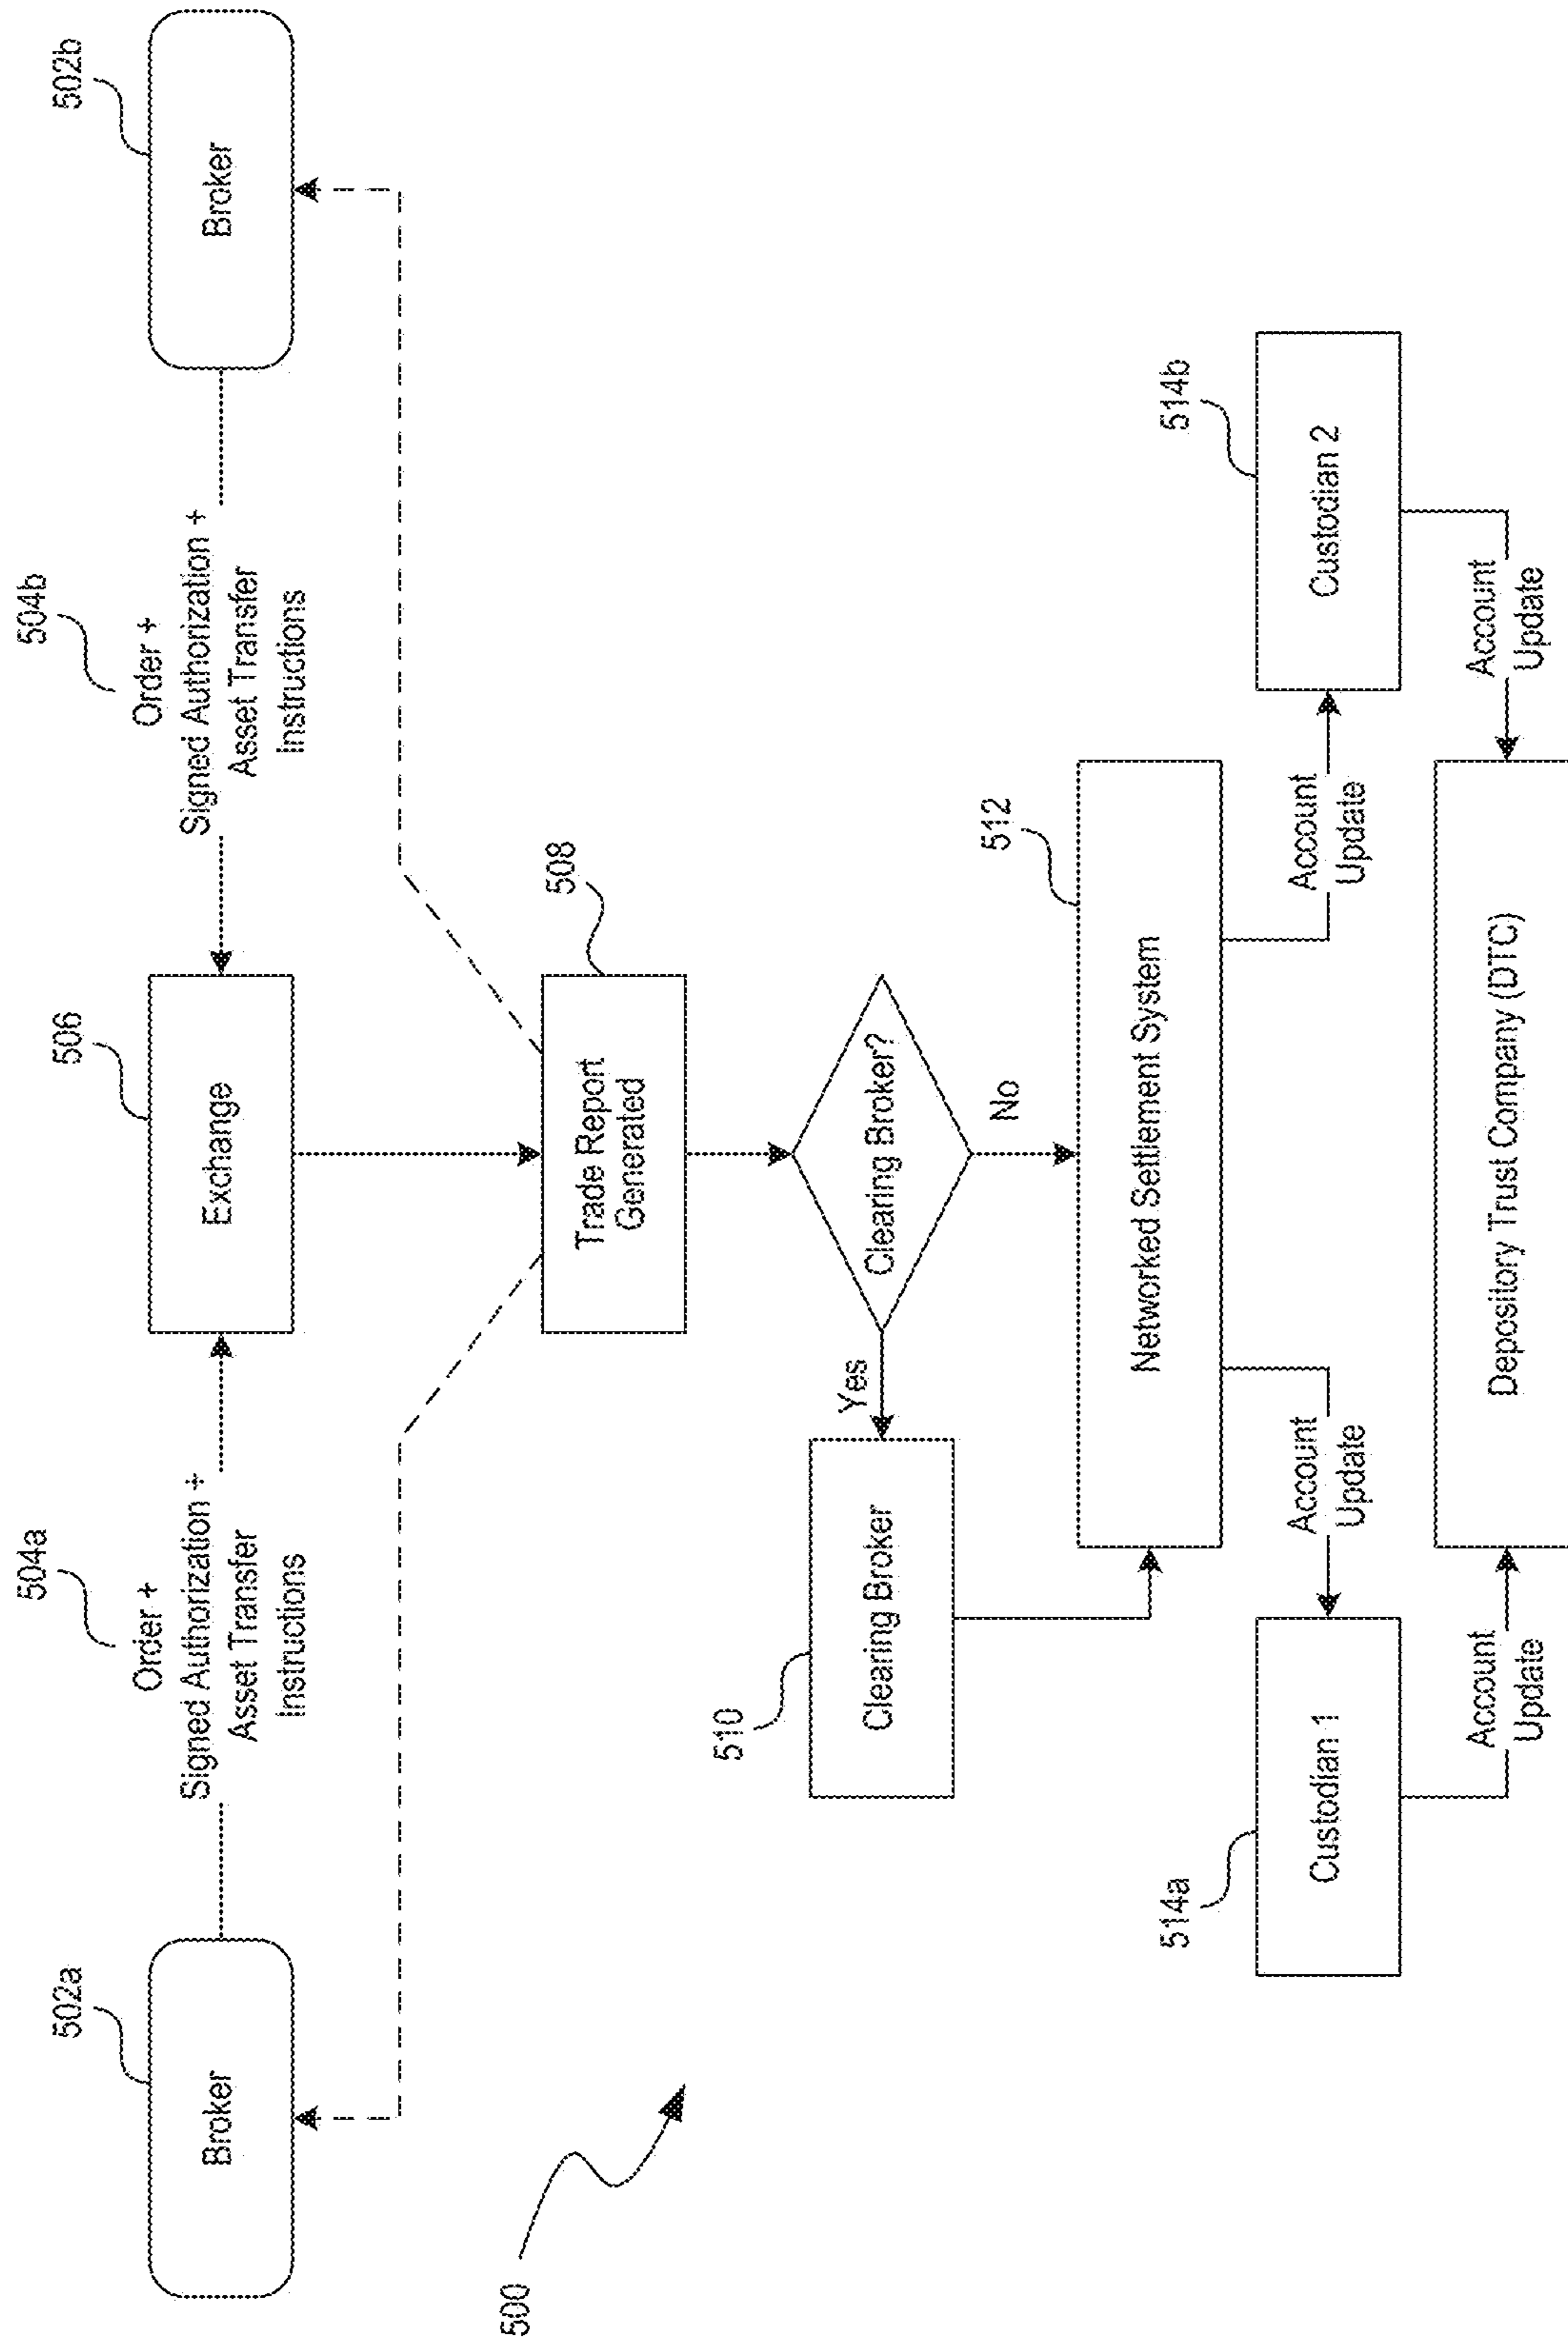 502a
504a
506
504b
502b
Broker
Order +
Signed Authorization +
Asset Transfer
Instructions
Exchange
Order +
Signed Authorization +
Asset Transfer
Instructions
Broker
500
508
Trade Report
Generated
510
Clearing Broker
Yes
Clearing Broker?
No
512
Networked Settlement System
514a
Custodian 1
Account
Update
Account
Update
514b
Custodian 2
Account
Update
Depository Trust Company (DTC)
Account
Update